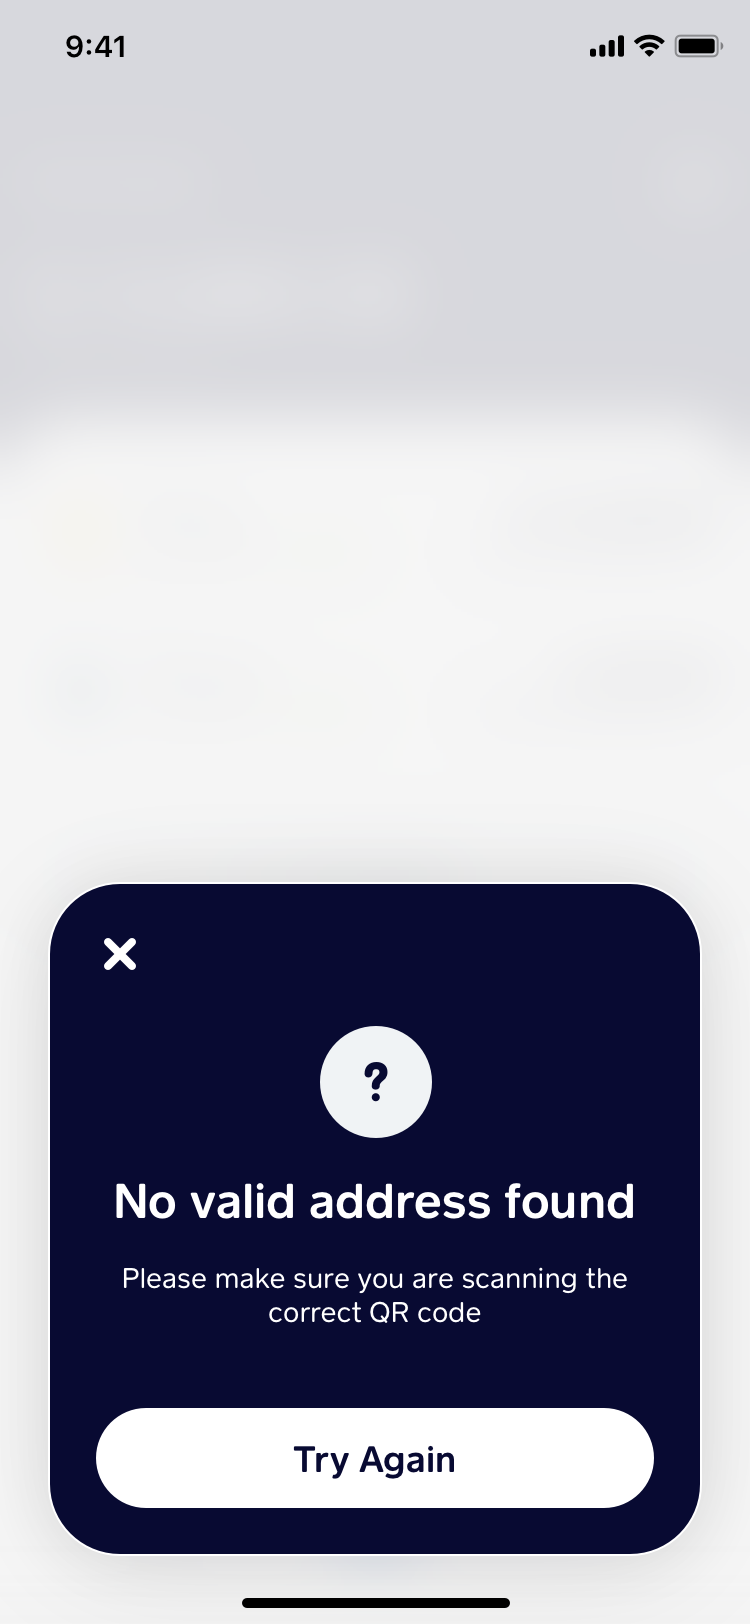 9:41
?
No valid address found
Please make sure you are scanning the
correct QR code
Try Again